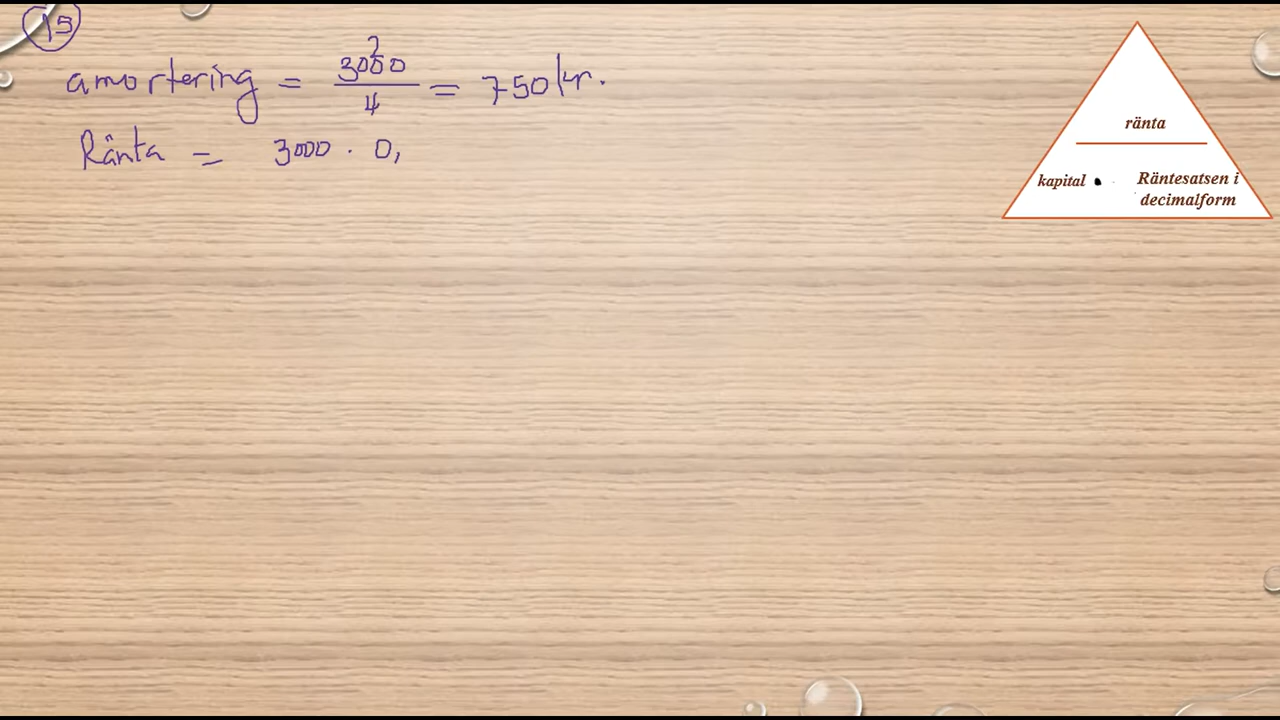 15
amortering = 3000/4 = 750 kr.
Ränta = 3000 · 0,
ränta
kapital · Räntesatsen i
decimalform